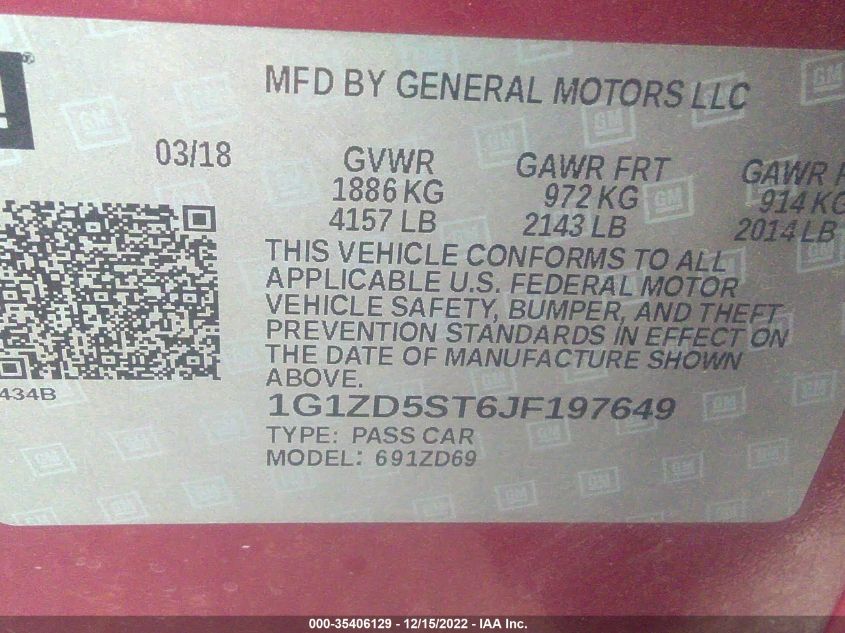 MFD BY GENERAL MOTORS LLC
03/18 GVWR GAWR FRT GAWR
1886 KG 972 KG 914 KG
4157 LB 2143 LB 2014 LB
THIS VEHICLE CONFORMS TO ALL
APPLICABLE U.S. FEDERAL MOTOR
VEHICLE SAFETY, BUMPER, AND THEFT
PREVENTION STANDARDS IN EFFECT ON
THE DATE OF MANUFACTURE SHOWN
ABOVE.
434B
1G1ZD5ST6JF197649
TYPE: PASS CAR
MODEL: 691ZD69
000-35406129 - 12/15/2022 - IAA Inc.